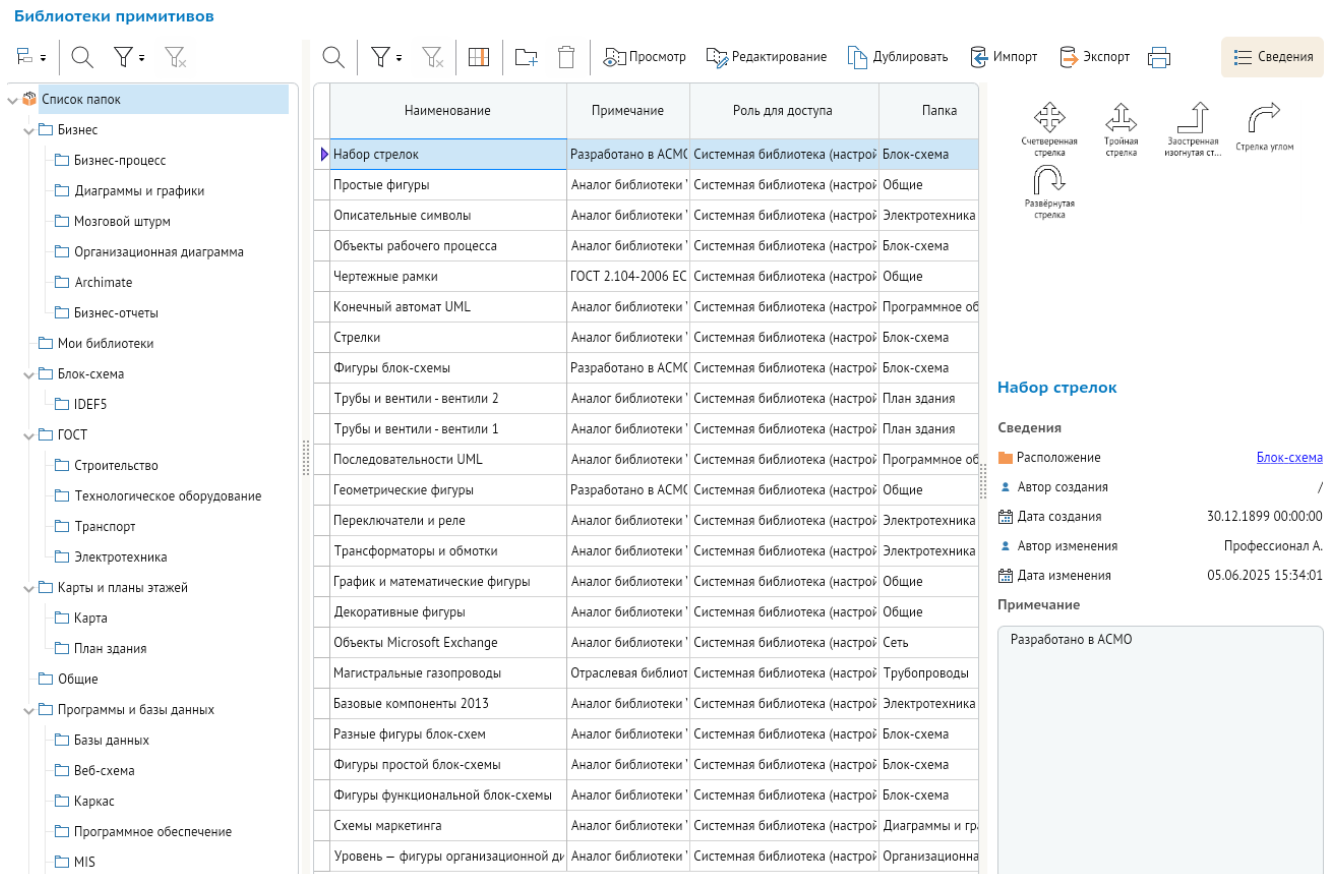 Библиотеки примитивов
Просмотр Редактирование Дублировать Импорт Экспорт Сведения
Список папок
Бизнес
Бизнес-процесс
Диаграммы и графики
Мозговой штурм
Организационная диаграмма
Archimate
Бизнес-отчеты
Мои библиотеки
Блок-схема
IDEF5
ГОСТ
Строительство
Технологическое оборудование
Транспорт
Электротехника
Карты и планы этажей
Карта
План здания
Общие
Программы и базы данных
Базы данных
Веб-схема
Каркас
Программное обеспечение
MIS
Наименование Примечание Роль для доступа Папка
Набор стрелок Разработано в АСМО Системная библиотека (настрой Блок-схема
Простые фигуры Аналог библиотеки " Системная библиотека (настрой Общие
Описательные символы Аналог библиотеки " Системная библиотека (настрой Электротехника
Объекты рабочего процесса Аналог библиотеки " Системная библиотека (настрой Блок-схема
Чертежные рамки ГОСТ 2.104-2006 ЕС Системная библиотека (настрой Общие
Конечный автомат UML Аналог библиотеки " Системная библиотека (настрой Программное об
Стрелки Аналог библиотеки " Системная библиотека (настрой Блок-схема
Фигуры блок-схемы Разработано в АСМО Системная библиотека (настрой Блок-схема
Трубы и вентили - вентили 2 Аналог библиотеки " Системная библиотека (настрой План здания
Трубы и вентили - вентили 1 Аналог библиотеки " Системная библиотека (настрой План здания
Последовательности UML Аналог библиотеки " Системная библиотека (настрой Программное об
Геометрические фигуры Разработано в АСМО Системная библиотека (настрой Общие
Переключатели и реле Аналог библиотеки " Системная библиотека (настрой Электротехника
Трансформаторы и обмотки Аналог библиотеки " Системная библиотека (настрой Электротехника
График и математические фигуры Аналог библиотеки " Системная библиотека (настрой Общие
Декоративные фигуры Аналог библиотеки " Системная библиотека (настрой Общие
Объекты Microsoft Exchange Аналог библиотеки " Системная библиотека (настрой Сеть
Магистральные газопроводы Отраслевая библиот Системная библиотека (настрой Трубопроводы
Базовые компоненты 2013 Аналог библиотеки " Системная библиотека (настрой Электротехника
Разные фигуры блок-схем Аналог библиотеки " Системная библиотека (настрой Блок-схема
Фигуры простой блок-схемы Аналог библиотеки " Системная библиотека (настрой Блок-схема
Фигуры функциональной блок-схемы Аналог библиотеки " Системная библиотека (настрой Блок-схема
Схемы маркетинга Аналог библиотеки " Системная библиотека (настрой Диаграммы и гр
Уровень — фигуры организационной ди Аналог библиотеки " Системная библиотека (настрой Организационна
Счетверенная стрелка
Тройная стрелка
Заостренная изогнутая ст...
Стрелка углом
Развёрнутая стрелка
Набор стрелок
Сведения
Расположение Блок-схема
Автор создания /
Дата создания 30.12.1899 00:00:00
Автор изменения Профессионал А.
Дата изменения 05.06.2025 15:34:01
Примечание
Разработано в АСМО